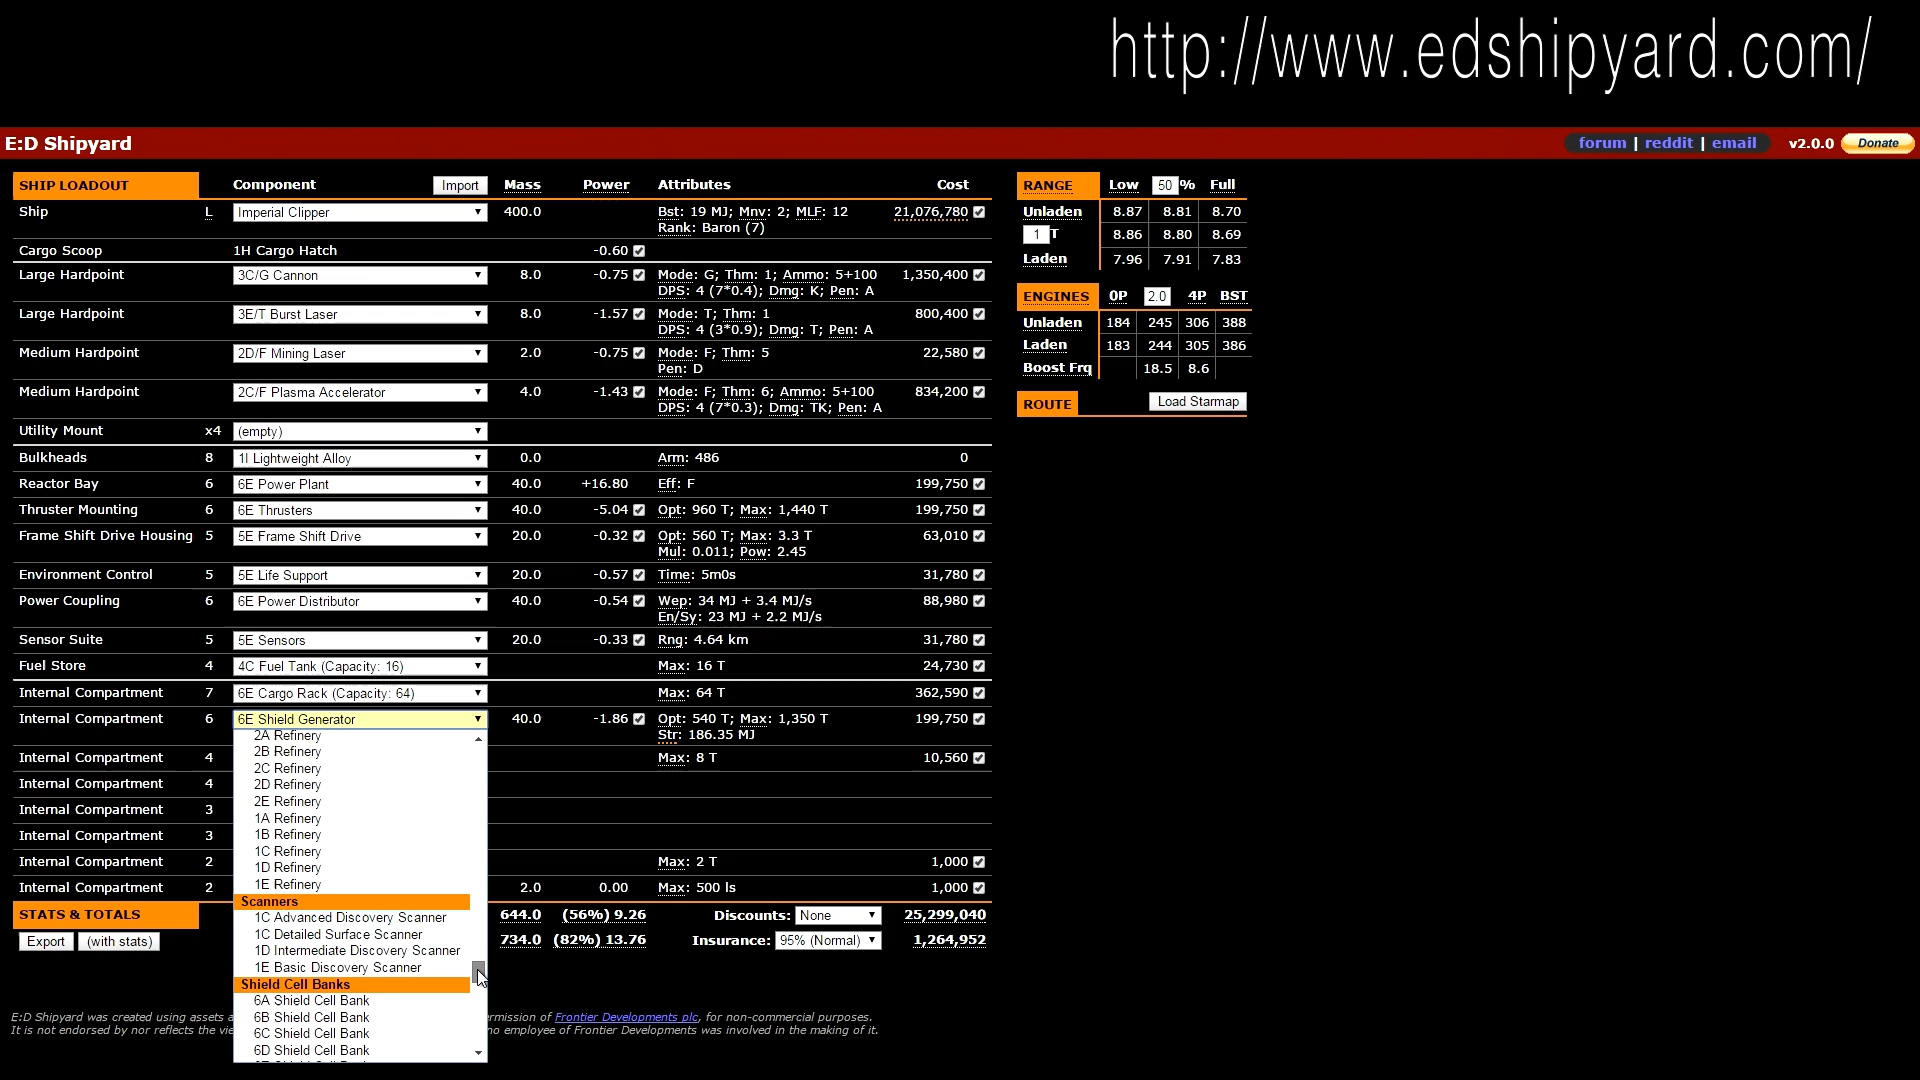 http://www.edshipyard.com/
E:D Shipyard
forum | reddit | email
v2.0.0
Donate
SHIP LOADOUT Component Import Mass Power Attributes Cost
Ship L Imperial Clipper 400.0 Bst: 19 MJ; Mnv: 2; MLF: 12 21,076,780
Rank: Baron (7)
Cargo Scoop 1H Cargo Hatch -0.60
Large Hardpoint 3C/G Cannon 8.0 -0.75 Mode: G; Thm: 1; Ammo: 5+100 1,350,400
DPS: 4 (7*0.4); Dmg: K; Pen: A
Large Hardpoint 3E/T Burst Laser 8.0 -1.57 Mode: T; Thm: 1 800,400
DPS: 4 (3*0.9); Dmg: T; Pen: A
Medium Hardpoint 2D/F Mining Laser 2.0 -0.75 Mode: F; Thm: 5 22,580
Pen: D
Medium Hardpoint 2C/F Plasma Accelerator 4.0 -1.43 Mode: F; Thm: 6; Ammo: 5+100 834,200
DPS: 4 (7*0.3); Dmg: TK; Pen: A
Utility Mount x4 (empty)
Bulkheads 8 1I Lightweight Alloy 0.0 Arm: 486 0
Reactor Bay 6 6E Power Plant 40.0 +16.80 Eff: F 199,750
Thruster Mounting 6 6E Thrusters 40.0 -5.04 Opt: 960 T; Max: 1,440 T 199,750
Frame Shift Drive Housing 5 5E Frame Shift Drive 20.0 -0.32 Opt: 560 T; Max: 3.3 T 63,010
Mul: 0.011; Pow: 2.45
Environment Control 5 5E Life Support 20.0 -0.57 Time: 5m0s 31,780
Power Coupling 6 6E Power Distributor 40.0 -0.54 Wep: 34 MJ + 3.4 MJ/s 88,980
En/Sy: 23 MJ + 2.2 MJ/s
Sensor Suite 5 5E Sensors 20.0 -0.33 Rng: 4.64 km 31,780
Fuel Store 4 4C Fuel Tank (Capacity: 16) Max: 16 T 24,730
Internal Compartment 7 6E Cargo Rack (Capacity: 64) Max: 64 T 362,590
Internal Compartment 6 6E Shield Generator 40.0 -1.86 Opt: 540 T; Max: 1,350 T 199,750
Str: 186.35 MJ
Internal Compartment 4 Max: 8 T 10,560
Internal Compartment 4
Internal Compartment 3
Internal Compartment 3
Internal Compartment 2 Max: 2 T 1,000
Internal Compartment 2 2.0 0.00 Max: 500 ls 1,000
2A Refinery
2B Refinery
2C Refinery
2D Refinery
2E Refinery
1A Refinery
1B Refinery
1C Refinery
1D Refinery
1E Refinery
Scanners
1C Advanced Discovery Scanner
1C Detailed Surface Scanner
1D Intermediate Discovery Scanner
1E Basic Discovery Scanner
Shield Cell Banks
6A Shield Cell Bank
6B Shield Cell Bank
6C Shield Cell Bank
6D Shield Cell Bank
STATS & TOTALS 644.0 (56%) 9.26 Discounts: None 25,299,040
Export (with stats) 734.0 (82%) 13.76 Insurance: 95% (Normal) 1,264,952
RANGE Low 50 % Full
Unladen 8.87 8.81 8.70
1 T 8.86 8.80 8.69
Laden 7.96 7.91 7.83
ENGINES 0P 2.0 4P BST
Unladen 184 245 306 388
Laden 183 244 305 386
Boost Frq 18.5 8.6
ROUTE Load Starmap
E:D Shipyard was created using assets a ermission of Frontier Developments plc, for non-commercial purposes.
It is not endorsed by nor reflects the vie no employee of Frontier Developments was involved in the making of it.